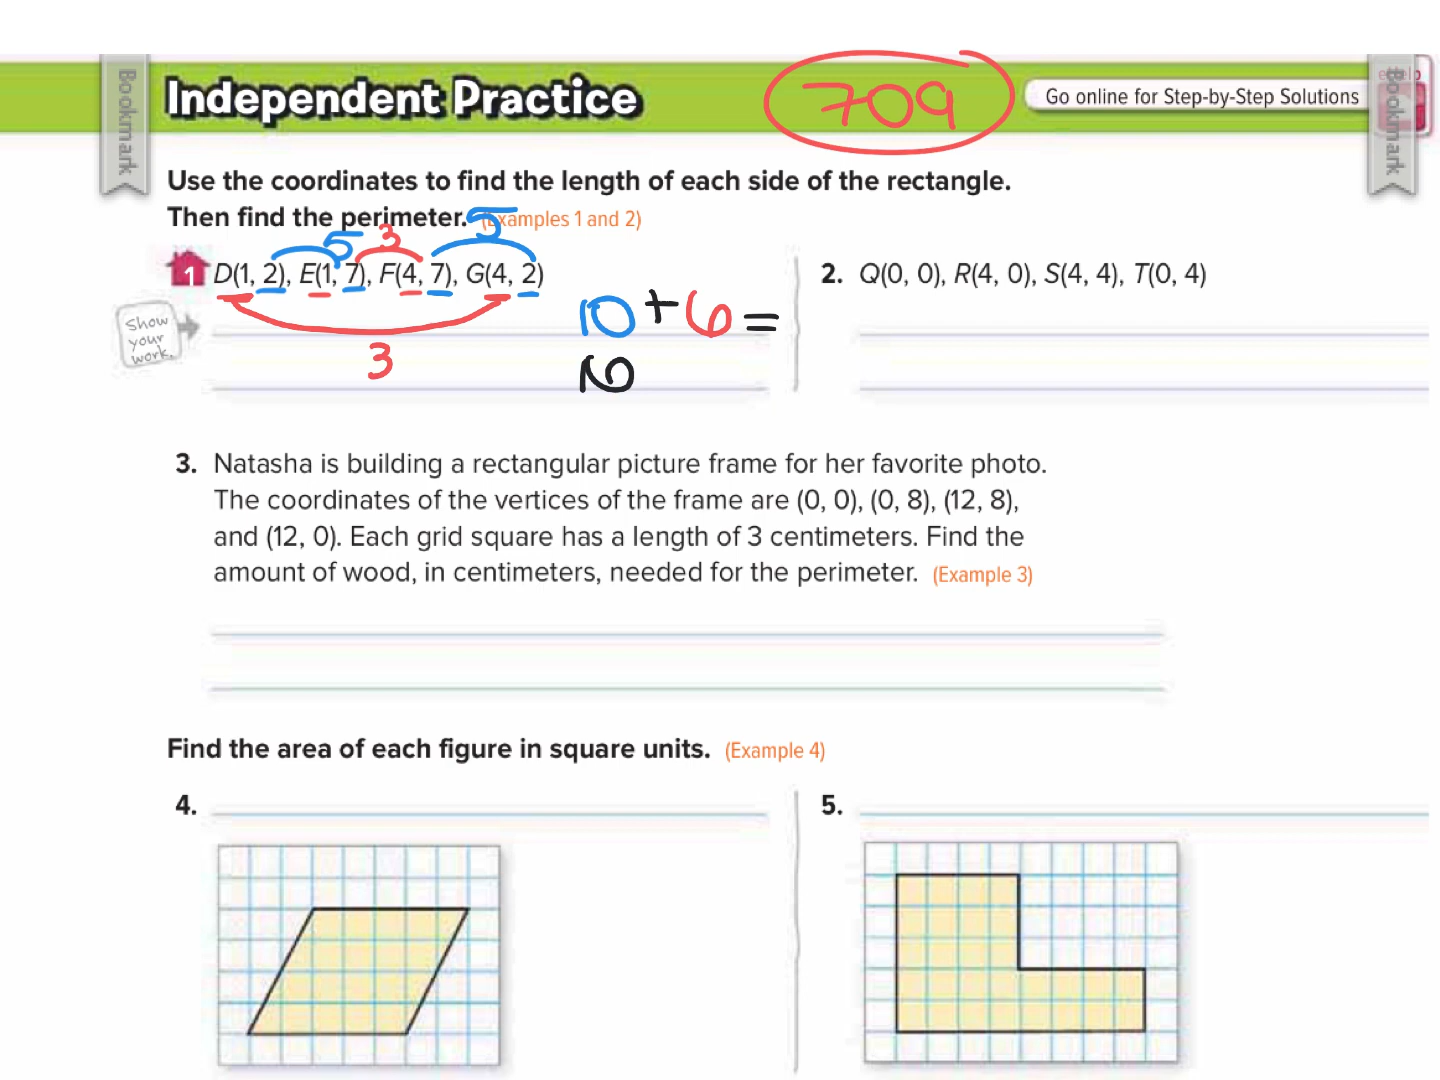 Bookmark
Independent Practice
709
Go online for Step-by-Step Solutions
Bookmark
Use the coordinates to find the length of each side of the rectangle.
Then find the perimeter. (Examples 1 and 2)
5 3 5
1 D(1, 2), E(1, 7), F(4, 7), G(4, 2)
Show your work.
3
10 + 6 =
16
2. Q(0, 0), R(4, 0), S(4, 4), T(0, 4)
3. Natasha is building a rectangular picture frame for her favorite photo.
The coordinates of the vertices of the frame are (0, 0), (0, 8), (12, 8),
and (12, 0). Each grid square has a length of 3 centimeters. Find the
amount of wood, in centimeters, needed for the perimeter. (Example 3)
Find the area of each figure in square units. (Example 4)
4.
5.